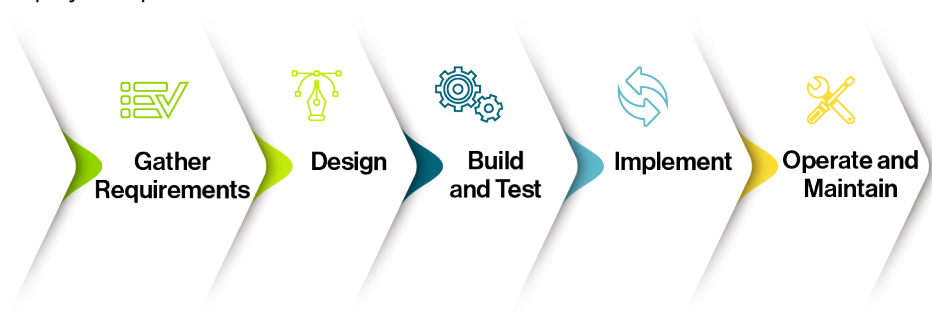 Gather
Requirements
Design
Build
and Test
Implement
Operate and
Maintain